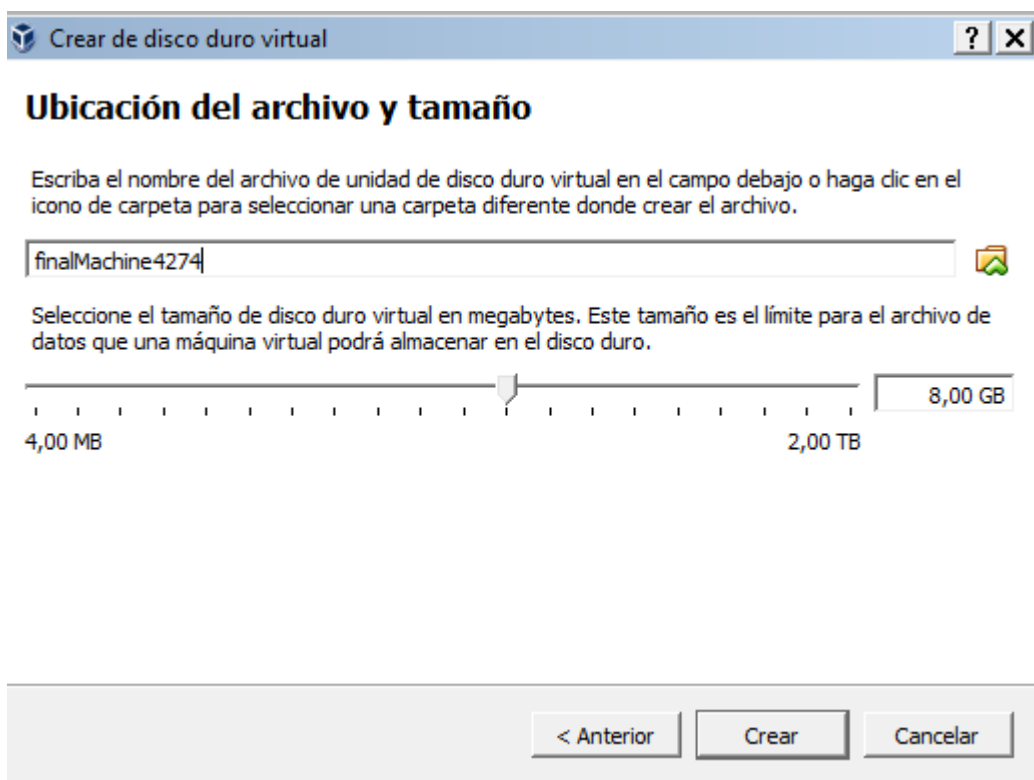 Crear de disco duro virtual
Ubicación del archivo y tamaño
Escriba el nombre del archivo de unidad de disco duro virtual en el campo debajo o haga clic en el
icono de carpeta para seleccionar una carpeta diferente donde crear el archivo.
finalMachine4274
Seleccione el tamaño de disco duro virtual en megabytes. Este tamaño es el límite para el archivo de
datos que una máquina virtual podrá almacenar en el disco duro.
8,00 GB
4,00 MB 2,00 TB
< Anterior Crear Cancelar